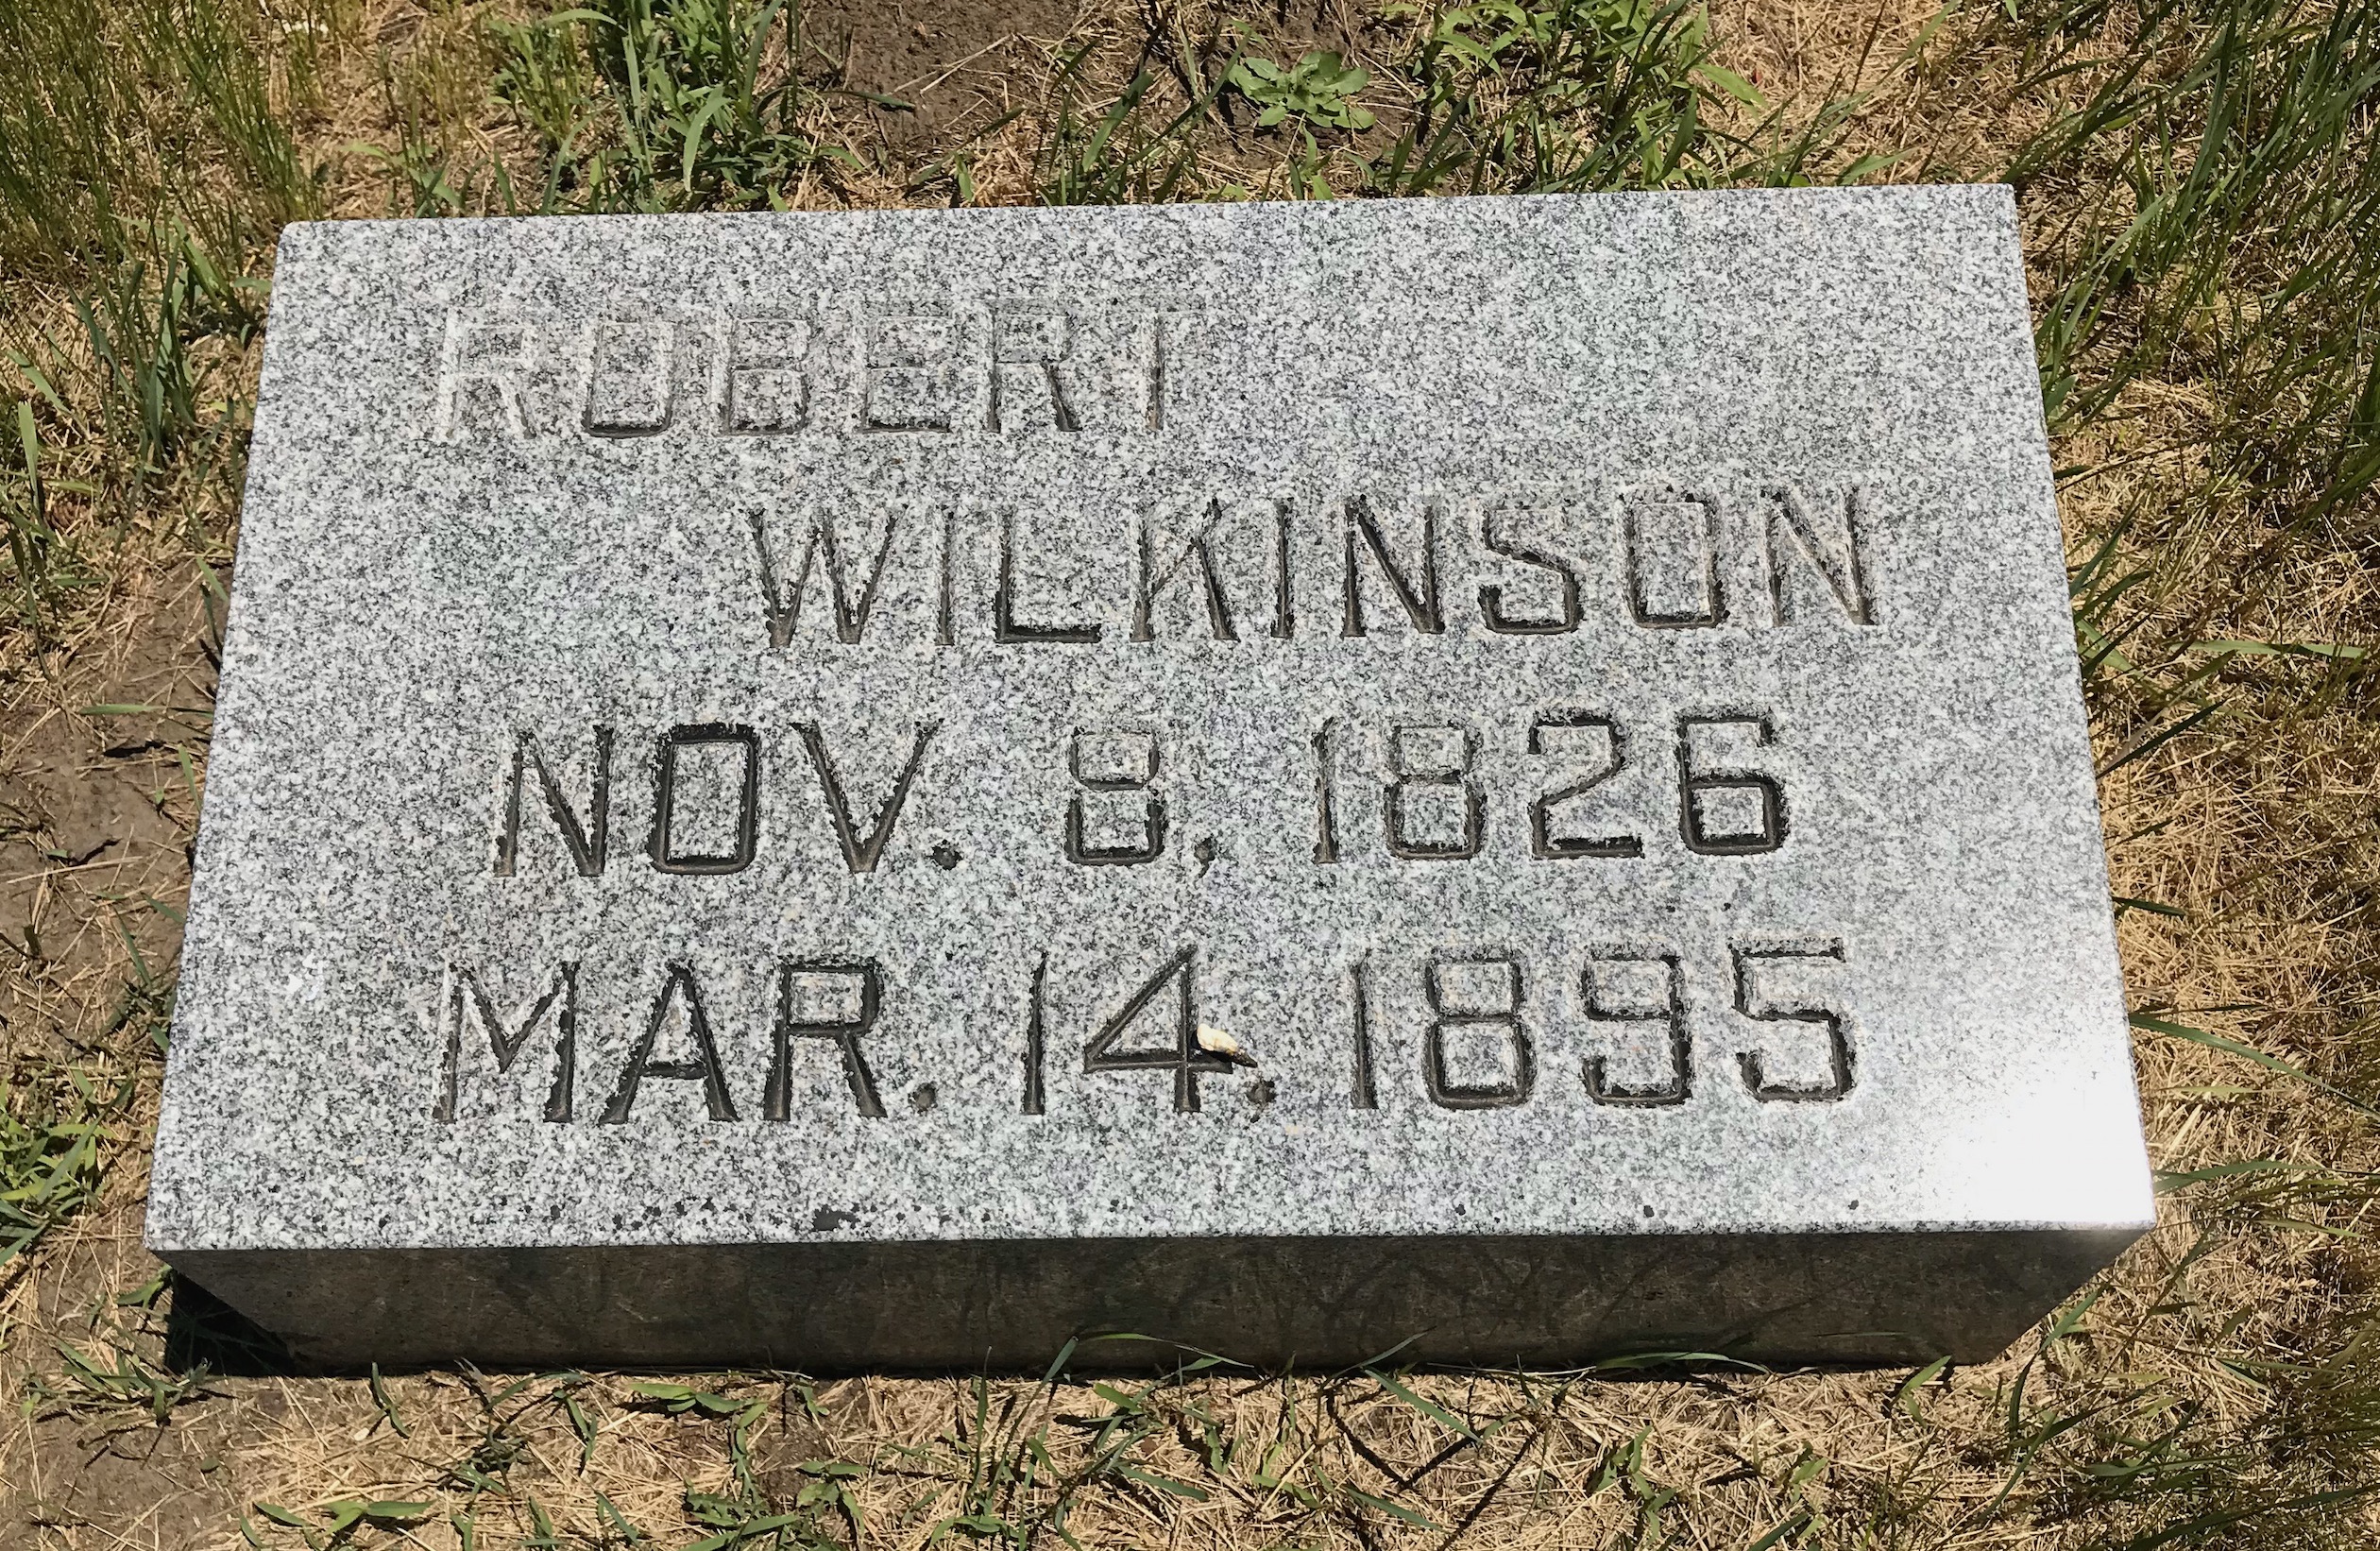 ROBERT
WILKINSON
NOV. 8, 1826
MAR. 14. 1895